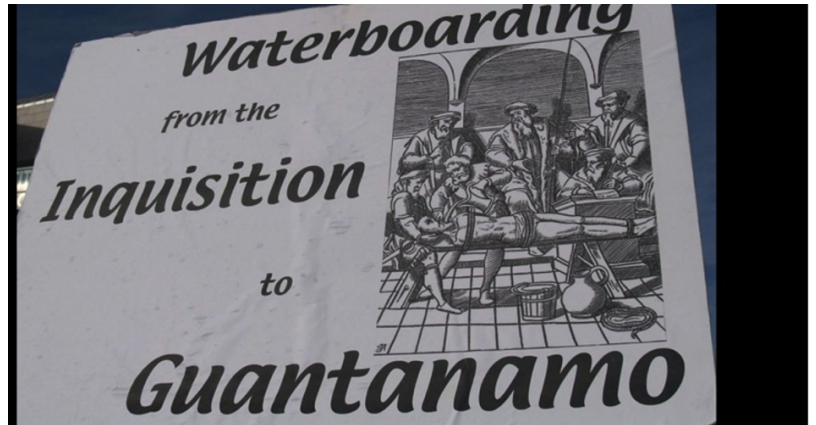 Waterboarding
from the
Inquisition
to
Guantanamo